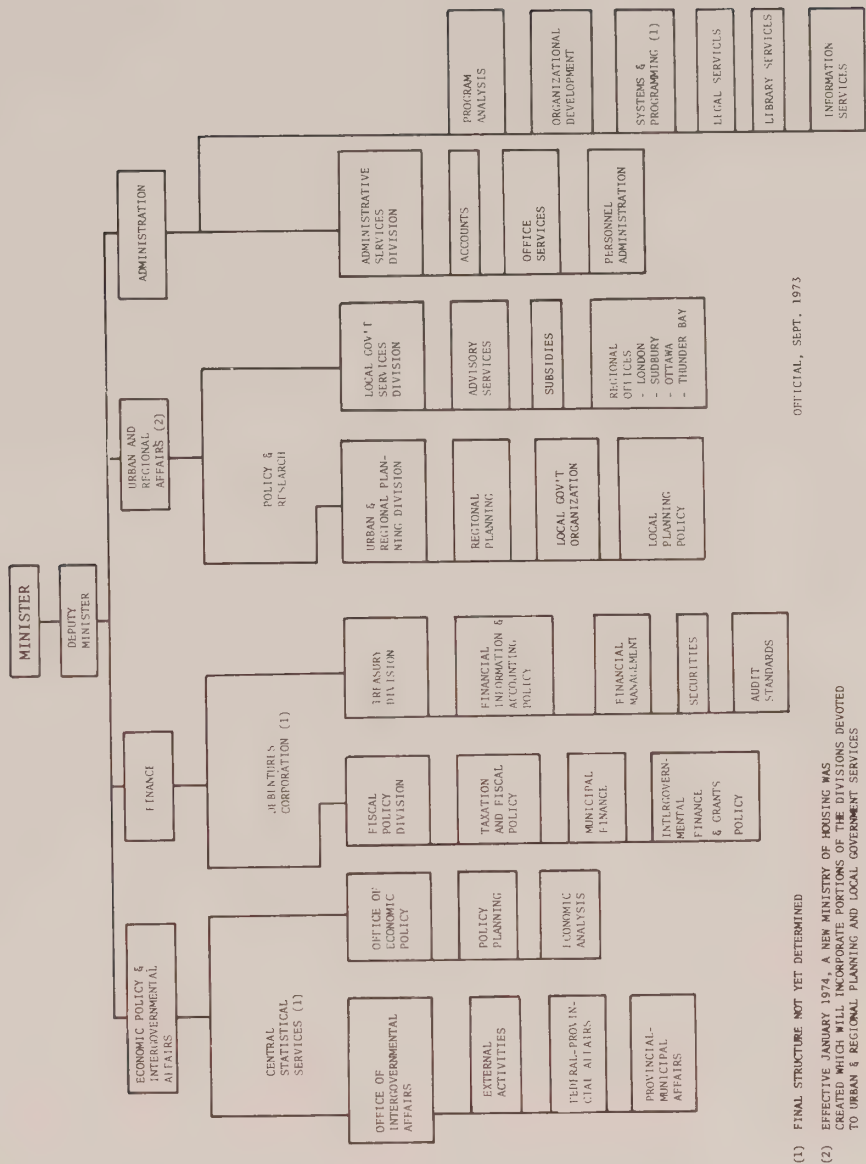 MINISTER
DEPUTY
MINISTER
ECONOMIC POLICY &
INTERGOVERNMENTAL
AFFAIRS
FINANCE
URBAN AND
REGIONAL
AFFAIRS (2)
ADMINISTRATION
CENTRAL
STATISTICAL
SERVICES (1)
OFFICE OF
INTERGOVERNMENTAL
AFFAIRS
EXTERNAL
ACTIVITIES
FEDERAL-PROVIN-
CIAL AFFAIRS
PROVINCIAL-
MUNICIPAL
AFFAIRS
OFFICE OF
ECONOMIC
POLICY
POLICY
PLANNING
ECONOMIC
ANALYSIS
DEBENTURES
CORPORATION (1)
FISCAL
POLICY
DIVISION
TAXATION
AND FISCAL
POLICY
MUNICIPAL
FINANCE
INTERGOVERN-
MENTAL
FINANCE
& GRANTS
POLICY
TREASURY
DIVISION
FINANCIAL
INFORMATION &
ACCOUNTING
POLICY
FINANCIAL
MANAGEMENT
SECURITIES
AUDIT
STANDARDS
POLICY &
RESEARCH
URBAN &
REGIONAL PLAN-
NING DIVISION
REGIONAL
PLANNING
LOCAL GOV'T
ORGANIZATION
LOCAL
PLANNING
POLICY
LOCAL GOV'T
SERVICES
DIVISION
ADVISORY
SERVICES
SUBSIDIES
REGIONAL
OFFICES
- LONDON
- SUDBURY
- OTTAWA
- THUNDER BAY
ADMINISTRATIVE
SERVICES
DIVISION
ACCOUNTS
OFFICE
SERVICES
PERSONNEL
ADMINISTRATION
PROGRAM
ANALYSIS
ORGANIZATIONAL
DEVELOPMENT
SYSTEMS &
PROGRAMMING (1)
LEGAL SERVICES
LIBRARY SERVICES
INFORMATION
SERVICES
OFFICIAL, SEPT. 1973
(1) FINAL STRUCTURE NOT YET DETERMINED
(2) EFFECTIVE JANUARY 1974, A NEW MINISTRY OF HOUSING WAS
CREATED WHICH WILL INCORPORATE PORTIONS OF THE DIVISIONS DEVOTED
TO URBAN & REGIONAL PLANNING AND LOCAL GOVERNMENT SERVICES